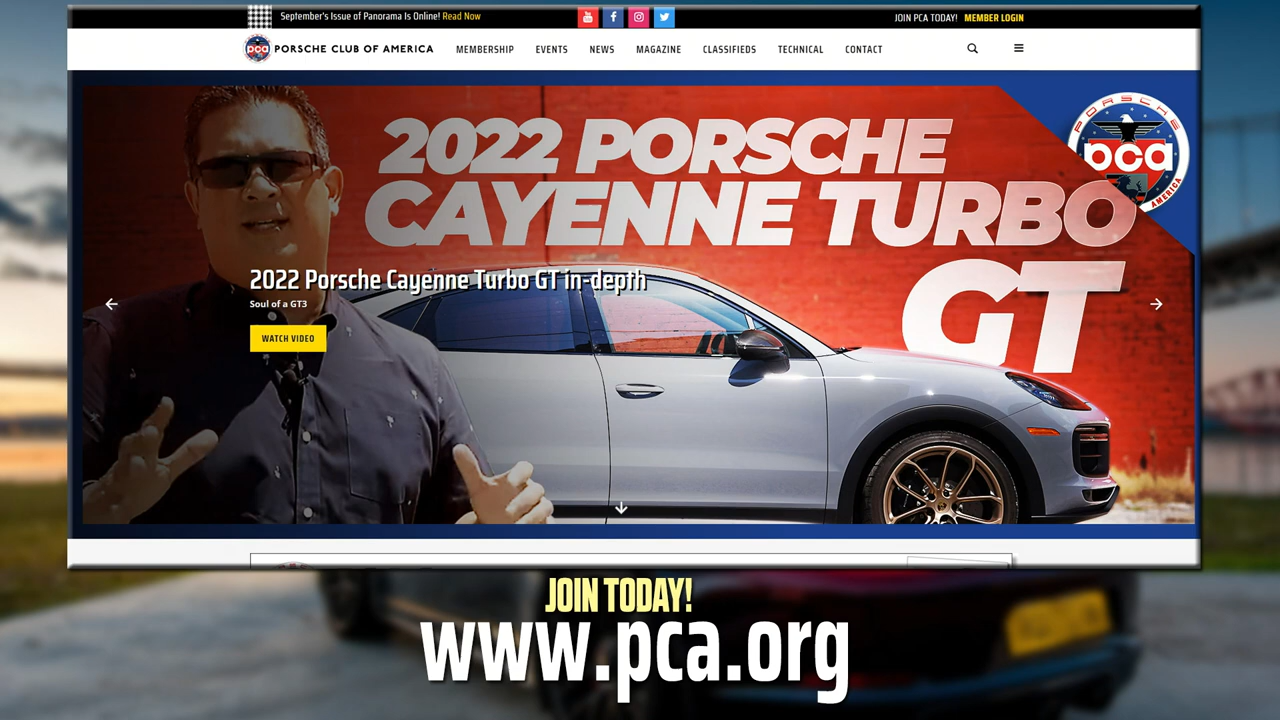 September's Issue of Panorama Is Online! Read Now
JOIN PCA TODAY! MEMBER LOGIN
pca PORSCHE CLUB OF AMERICA
MEMBERSHIP EVENTS NEWS MAGAZINE CLASSIFIEDS TECHNICAL CONTACT
2022 PORSCHE
CAYENNE TURBO
GT
PORSCHE
pca
AMERICA
2022 Porsche Cayenne Turbo GT in-depth
Soul of a GT3
WATCH VIDEO
JOIN TODAY!
www.pca.org